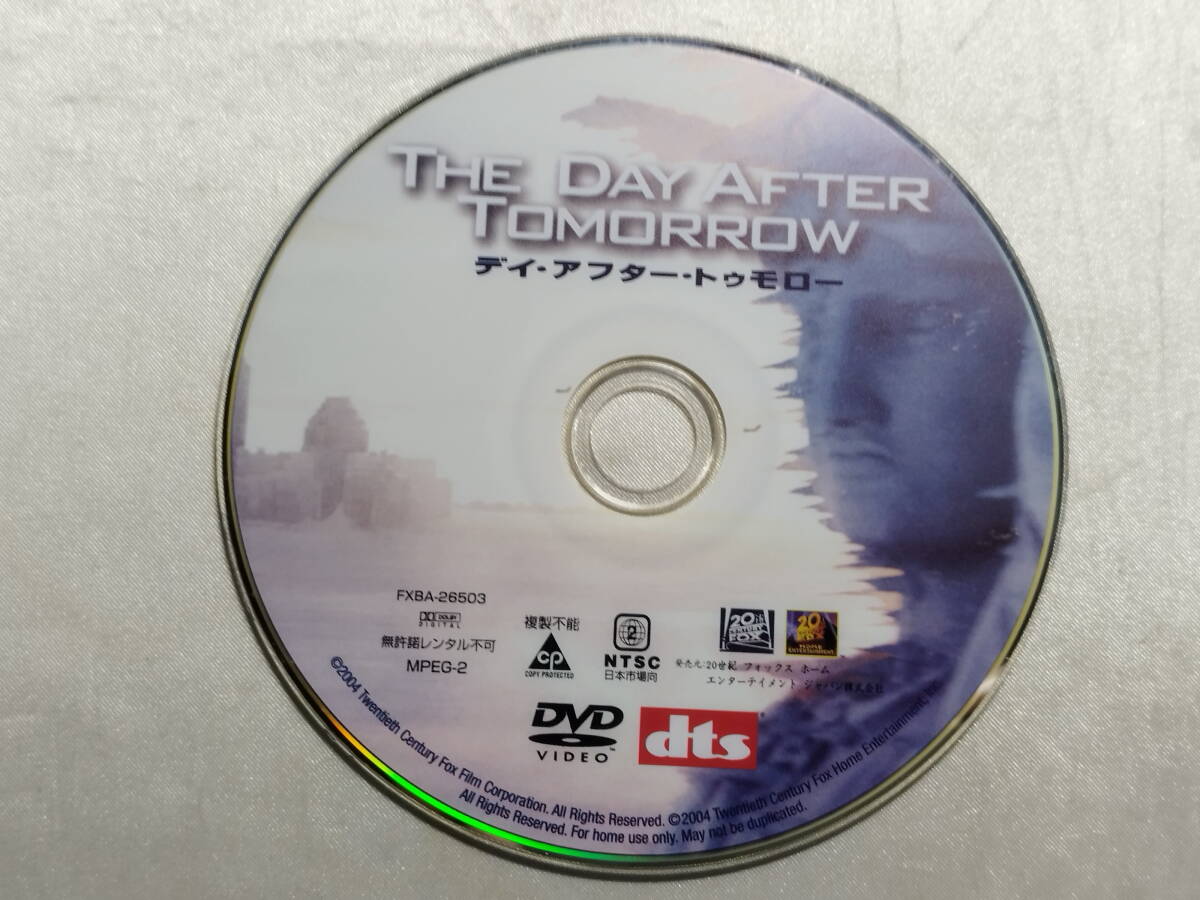 THE DAY AFTER
TOMORROW
デイ・アフター・トゥモロー
FXBA-26503
DOLBY
DIGITAL
無許諾レンタル不可
MPEG-2
複製不能
CP
COPY PROTECTED
2
NTSC
日本市場向
20th
CENTURY
FOX
20th
CENTURY
FOX
HOME
ENTERTAINMENT
発売元:20世紀 フォックス ホーム
エンターテイメント ジャパン株式会社
DVD
VIDEO™
dts
©2004 Twentieth Century Fox Film Corporation. All Rights Reserved. ©2004 Twentieth Century Fox Home Entertainment, Inc.
All Rights Reserved. For home use only. May not be duplicated.